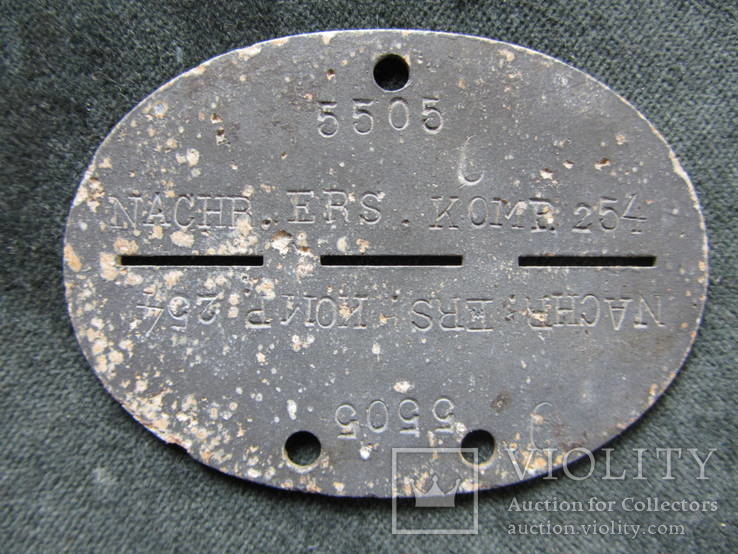 5505
NACHR. ERS. KOMP. 254
NACHR. ERS. KOMP. 254
5505
VIOLITY
Auction for Collectors
auction.violity.com